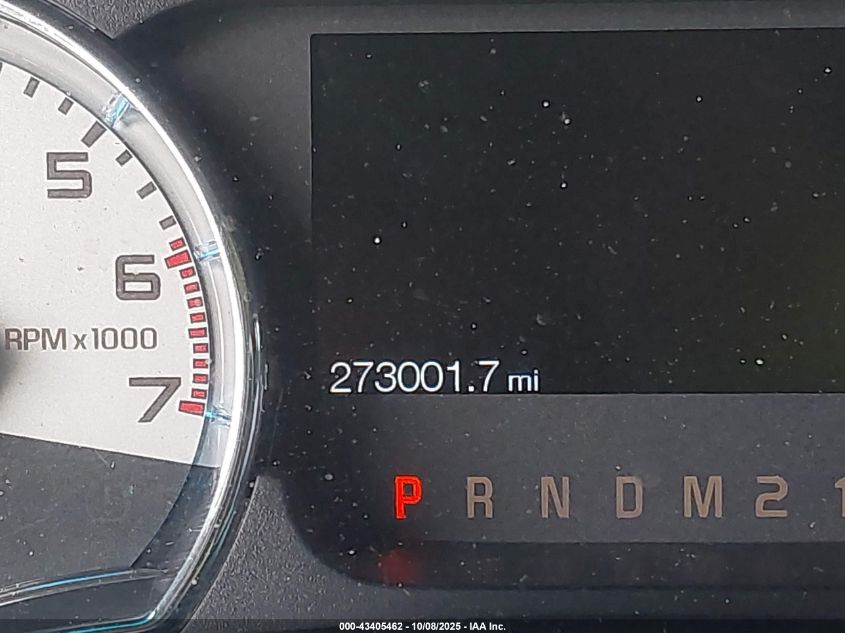 5
6
RPM x 1000
7
273001.7 mi
P R N D M 2 1
000-43405462 - 10/08/2025 - IAA Inc.